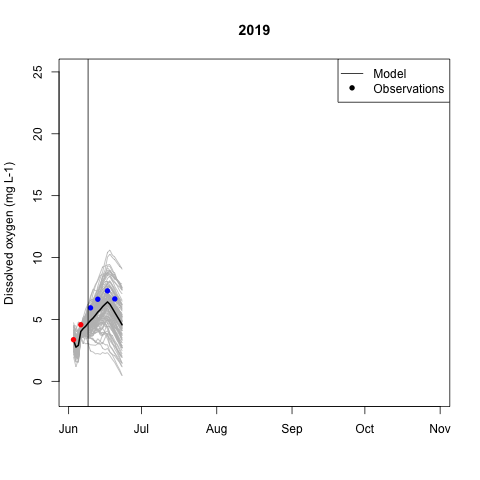 2019
Model
Observations
Dissolved oxygen (mg L-1)
25
20
15
10
5
0
Jun Jul Aug Sep Oct Nov